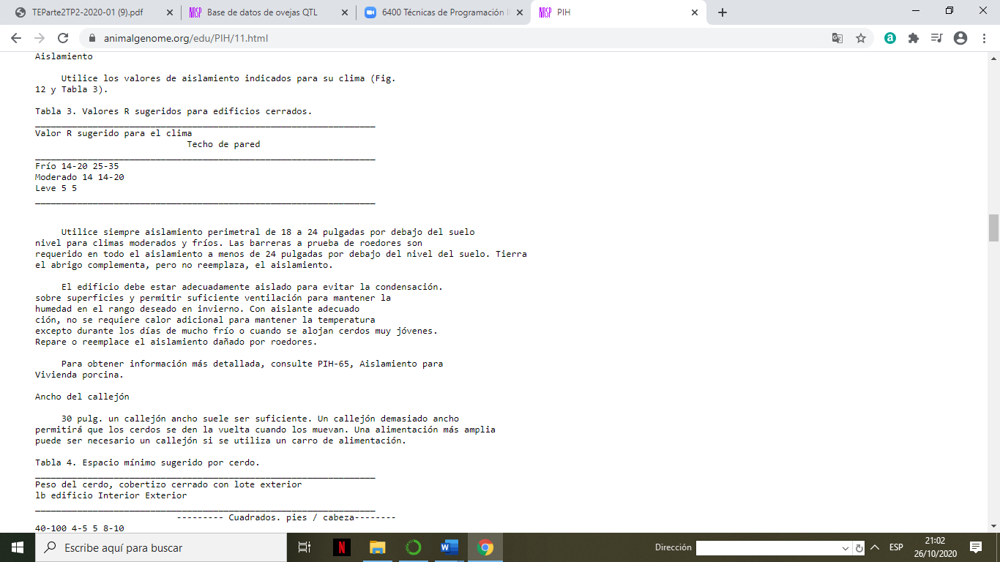 TEParte2TP2-2020-01 (9).pdf
NRSP
Base de datos de ovejas QTL
6400 Técnicas de Programación I
NRSP
PIH
animalgenome.org/edu/PIH/11.html
a
Aislamiento
Utilice los valores de aislamiento indicados para su clima (Fig.
12 y Tabla 3).
Tabla 3. Valores R sugeridos para edificios cerrados.
Valor R sugerido para el clima
Techo de pared
Frío 14-20 25-35
Moderado 14 14-20
Leve 5 5
Utilice siempre aislamiento perimetral de 18 a 24 pulgadas por debajo del suelo
nivel para climas moderados y fríos. Las barreras a prueba de roedores son
requerido en todo el aislamiento a menos de 24 pulgadas por debajo del nivel del suelo. Tierra
el abrigo complementa, pero no reemplaza, el aislamiento.
El edificio debe estar adecuadamente aislado para evitar la condensación.
sobre superficies y permitir suficiente ventilación para mantener la
humedad en el rango deseado en invierno. Con aislante adecuado
ción, no se requiere calor adicional para mantener la temperatura
excepto durante los días de mucho frío o cuando se alojan cerdos muy jóvenes.
Repare o reemplace el aislamiento dañado por roedores.
Para obtener información más detallada, consulte PIH-65, Aislamiento para
Vivienda porcina.
Ancho del callejón
30 pulg. un callejón ancho suele ser suficiente. Un callejón demasiado ancho
permitirá que los cerdos se den la vuelta cuando los muevan. Una alimentación más amplia
puede ser necesario un callejón si se utiliza un carro de alimentación.
Tabla 4. Espacio mínimo sugerido por cerdo.
Peso del cerdo, cobertizo cerrado con lote exterior
lb edificio Interior Exterior
--------- Cuadrados. pies / cabeza--------
40-100 4-5 5 8-10
Escribe aquí para buscar
N
W
Dirección
ESP
21:02
26/10/2020